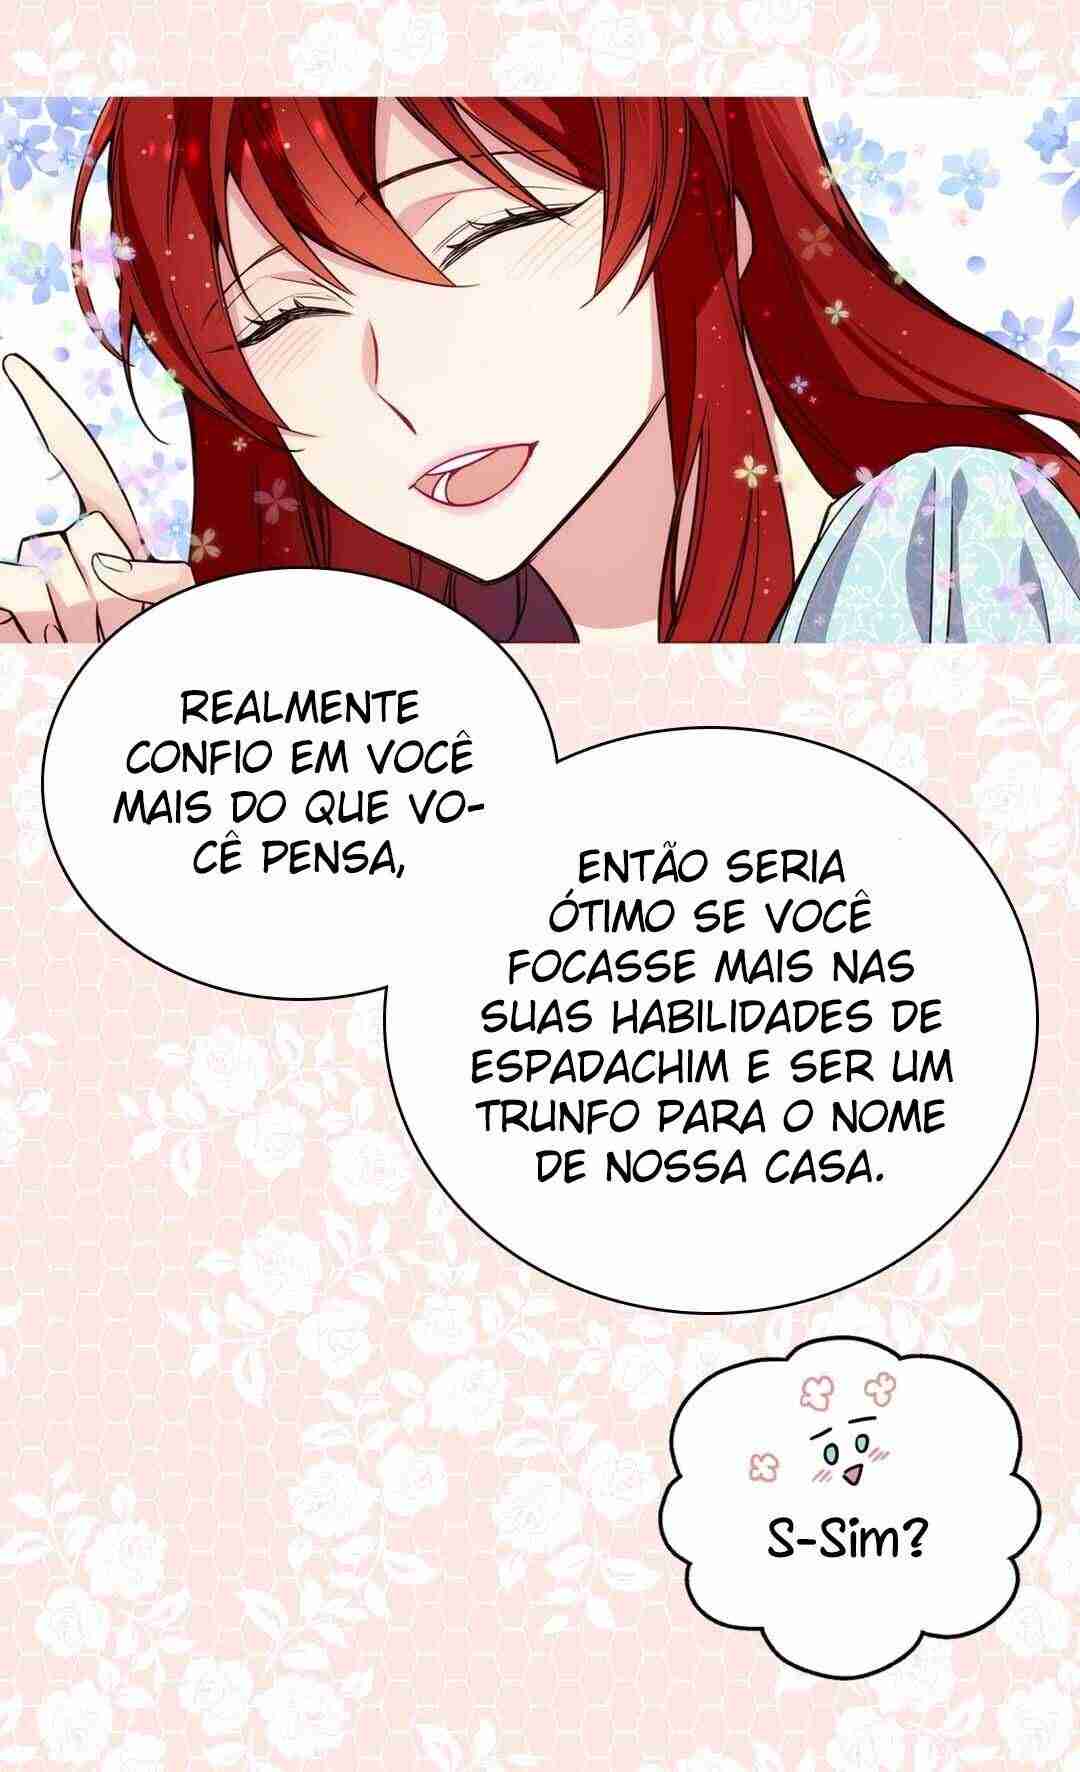 REALMENTE
CONFIO EM VOCÊ
MAIS DO QUE VO-
CÊ PENSA,
ENTÃO SERIA
ÓTIMO SE VOCÊ
FOCASSE MAIS NAS
SUAS HABILIDADES DE
ESPADACHIM E SER UM
TRUNFO PARA O NOME
DE NOSSA CASA.
S-Sim?